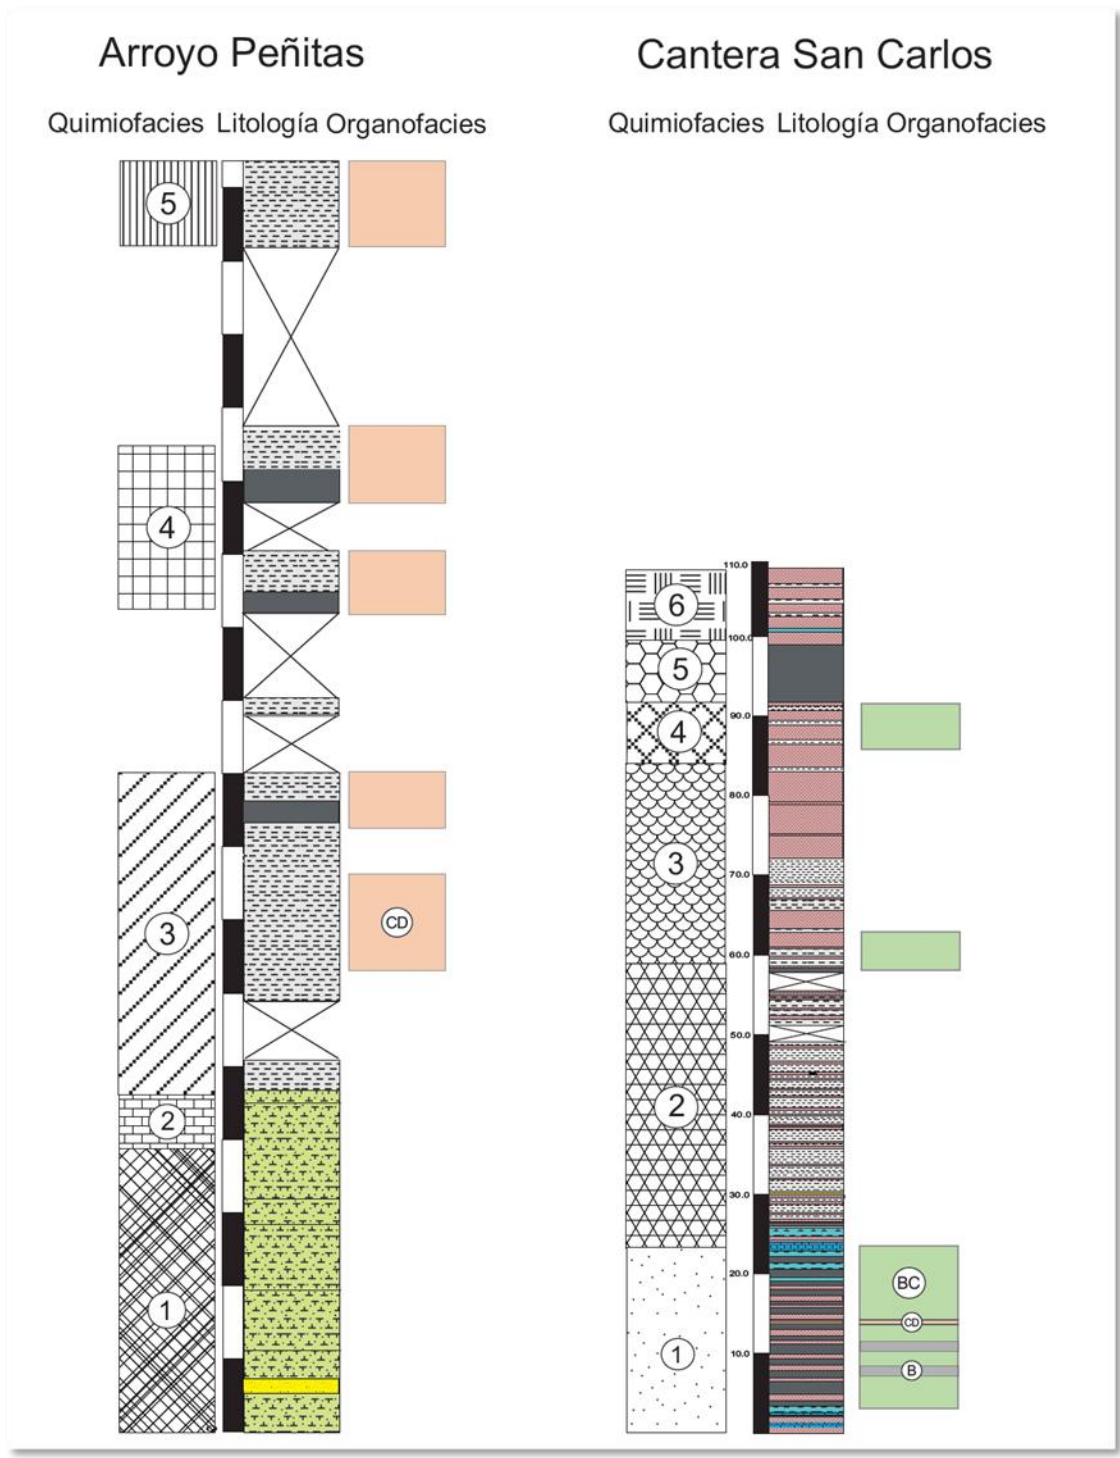 Arroyo Peñitas
Cantera San Carlos
Quimiofacies Litología Organofacies
Quimiofacies Litología Organofacies
5
4
3
CD
2
1
110.0
6
100.0
5
90.0
4
80.0
3
70.0
60.0
50.0
2
40.0
30.0
20.0
BC
CD
10.0
1
B